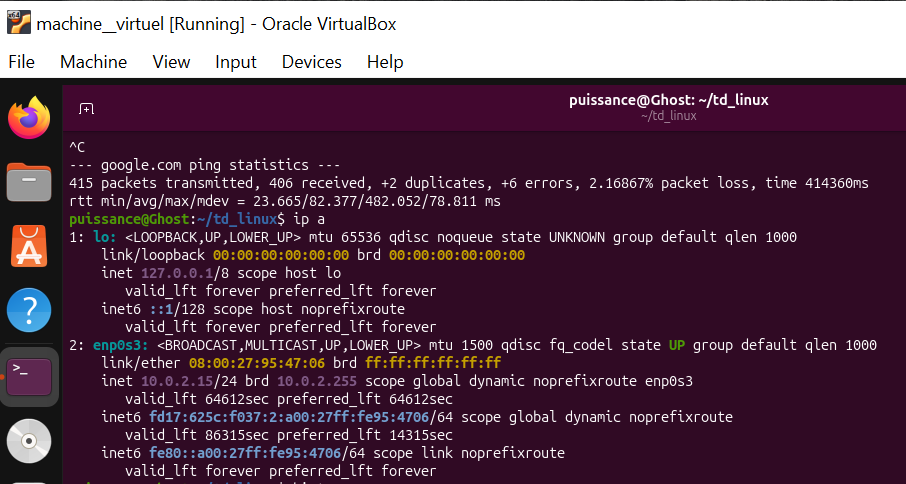 machine__virtuel [Running] - Oracle VirtualBox
File Machine View Input Devices Help
puissance@Ghost: ~/td_linux
~/td_linux
^C
--- google.com ping statistics ---
415 packets transmitted, 406 received, +2 duplicates, +6 errors, 2.16867% packet loss, time 414360ms
rtt min/avg/max/mdev = 23.665/82.377/482.052/78.811 ms
puissance@Ghost:~/td_linux$ ip a
1: lo: <LOOPBACK,UP,LOWER_UP> mtu 65536 qdisc noqueue state UNKNOWN group default qlen 1000
    link/loopback 00:00:00:00:00:00 brd 00:00:00:00:00:00
    inet 127.0.0.1/8 scope host lo
       valid_lft forever preferred_lft forever
    inet6 ::1/128 scope host noprefixroute
       valid_lft forever preferred_lft forever
2: enp0s3: <BROADCAST,MULTICAST,UP,LOWER_UP> mtu 1500 qdisc fq_codel state UP group default qlen 1000
    link/ether 08:00:27:95:47:06 brd ff:ff:ff:ff:ff:ff
    inet 10.0.2.15/24 brd 10.0.2.255 scope global dynamic noprefixroute enp0s3
       valid_lft 64612sec preferred_lft 64612sec
    inet6 fd17:625c:f037:2:a00:27ff:fe95:4706/64 scope global dynamic noprefixroute
       valid_lft 86315sec preferred_lft 14315sec
    inet6 fe80::a00:27ff:fe95:4706/64 scope link noprefixroute
       valid_lft forever preferred_lft forever